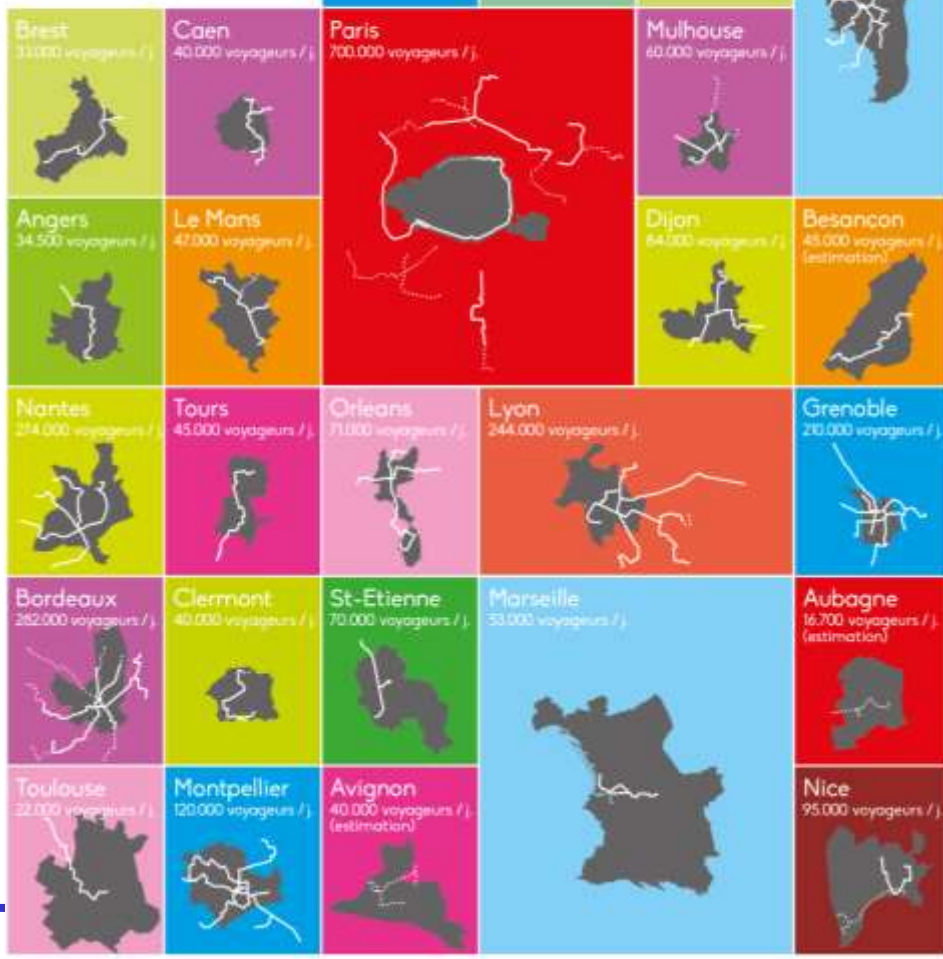 Brest
33.000 voyageurs / j.
Caen
40.000 voyageurs / j.
Paris
700.000 voyageurs / j.
Mulhouse
60.000 voyageurs / j.
Angers
34.500 voyageurs / j.
Le Mans
47.000 voyageurs / j.
Dijon
84.000 voyageurs / j.
Besançon
45.000 voyageurs / j.
(estimation)
Nantes
274.000 voyageurs / j.
Tours
45.000 voyageurs / j.
Orleans
71.000 voyageurs / j.
Lyon
244.000 voyageurs / j.
Grenoble
210.000 voyageurs / j.
Bordeaux
282.000 voyageurs / j.
Clermont
40.000 voyageurs / j.
St-Etienne
70.000 voyageurs / j.
Marseille
53.000 voyageurs / j.
Aubagne
16.700 voyageurs / j.
(estimation)
Toulouse
22.000 voyageurs / j.
Montpellier
120.000 voyageurs / j.
Avignon
40.000 voyageurs / j.
(estimation)
Nice
95.000 voyageurs / j.